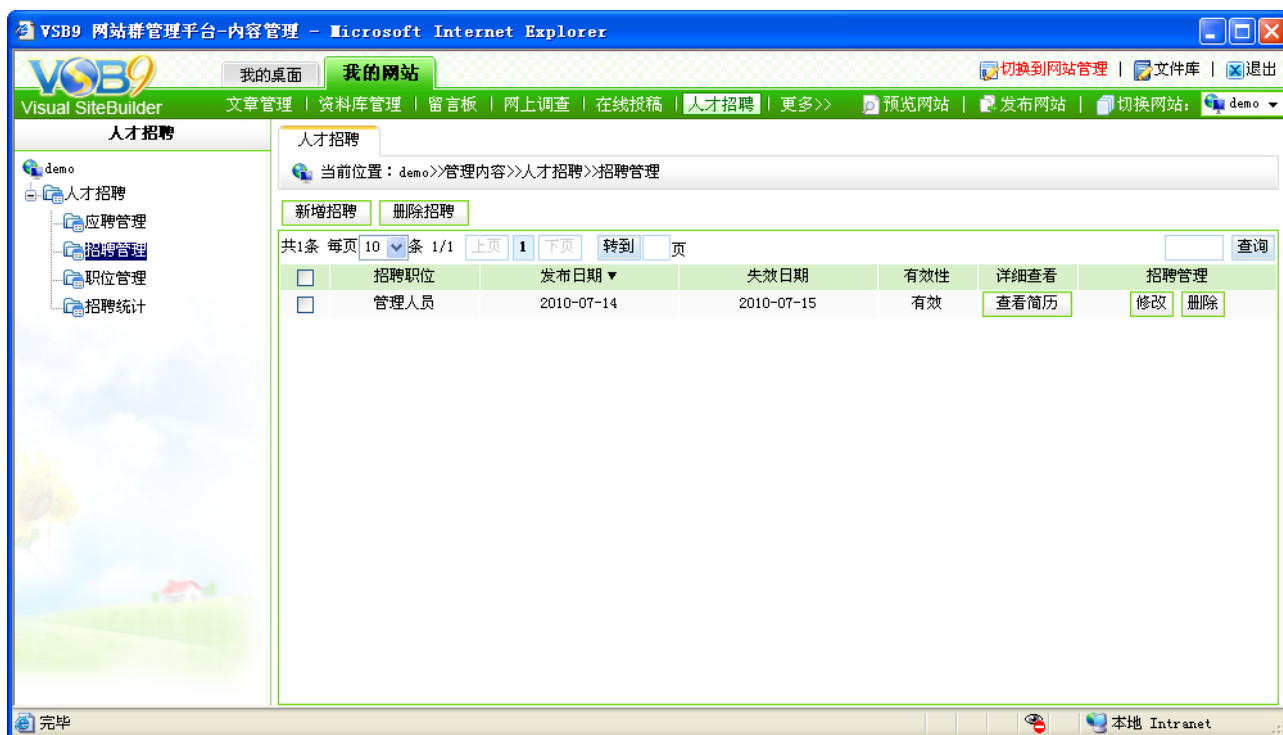 VSB9 网站群管理平台-内容管理 - Microsoft Internet Explorer
VSB9 我的桌面 我的网站 切换到网站管理 | 文件库 | 退出
Visual SiteBuilder 文章管理 | 资料库管理 | 留言板 | 网上调查 | 在线投稿 | 人才招聘 | 更多>> 预览网站 | 发布网站 | 切换网站: demo
人才招聘
人才招聘
demo
当前位置：demo>>管理内容>>人才招聘>>招聘管理
人才招聘
应聘管理
招聘管理
职位管理
招聘统计
新增招聘 删除招聘
共1条 每页 10 条 1/1 上页 1 下页 转到 页 查询
招聘职位 发布日期▼ 失效日期 有效性 详细查看 招聘管理
管理人员 2010-07-14 2010-07-15 有效 查看简历 修改 删除
完毕 本地 Intranet